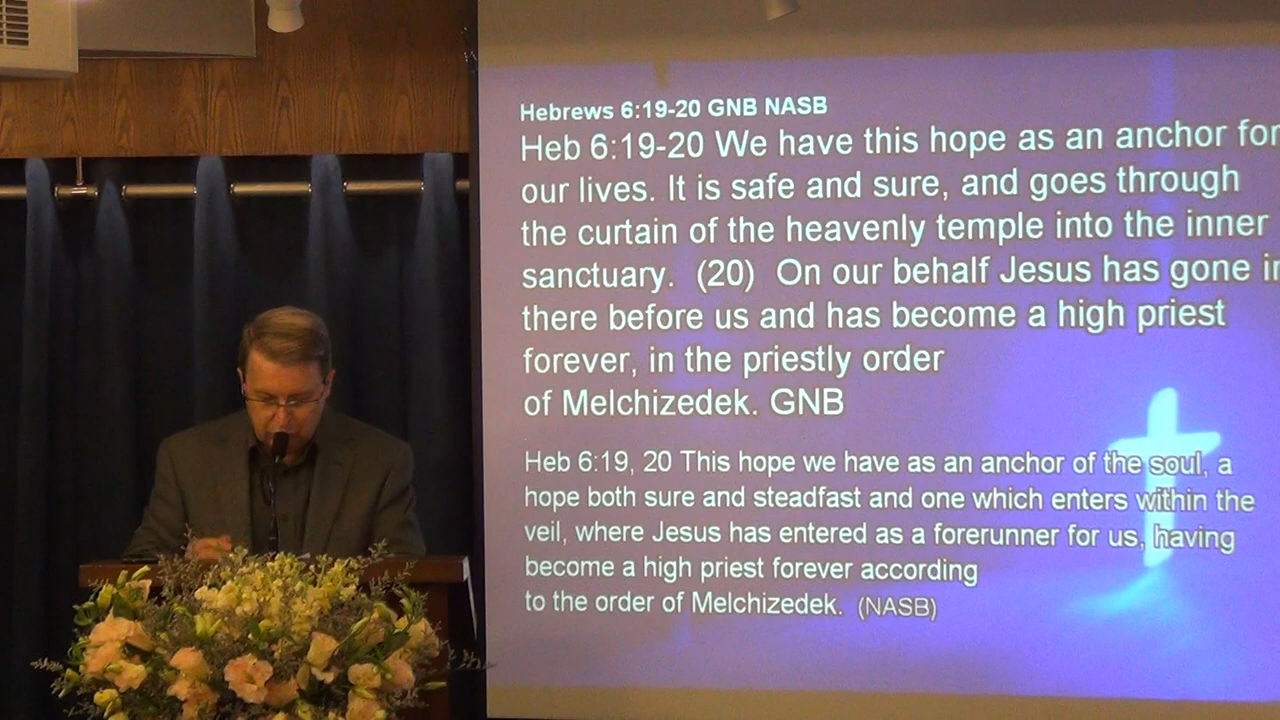 Hebrews 6:19-20 GNB NASB
Heb 6:19-20 We have this hope as an anchor for
our lives. It is safe and sure, and goes through
the curtain of the heavenly temple into the inner
sanctuary. (20) On our behalf Jesus has gone in
there before us and has become a high priest
forever, in the priestly order
of Melchizedek. GNB
Heb 6:19, 20 This hope we have as an anchor of the soul, a
hope both sure and steadfast and one which enters within the
veil, where Jesus has entered as a forerunner for us, having
become a high priest forever according
to the order of Melchizedek. (NASB)